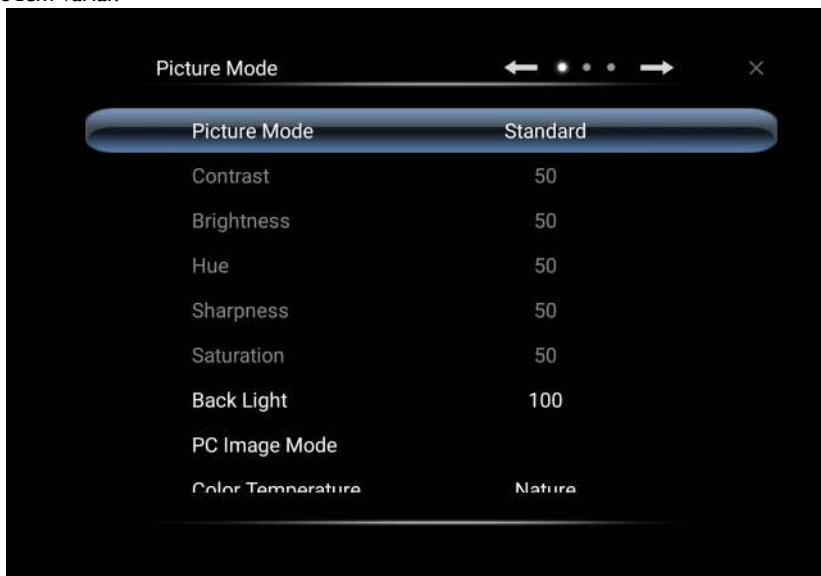 Picture Mode
Picture Mode Standard
Contrast 50
Brightness 50
Hue 50
Sharpness 50
Saturation 50
Back Light 100
PC Image Mode
Color Temperature Nature